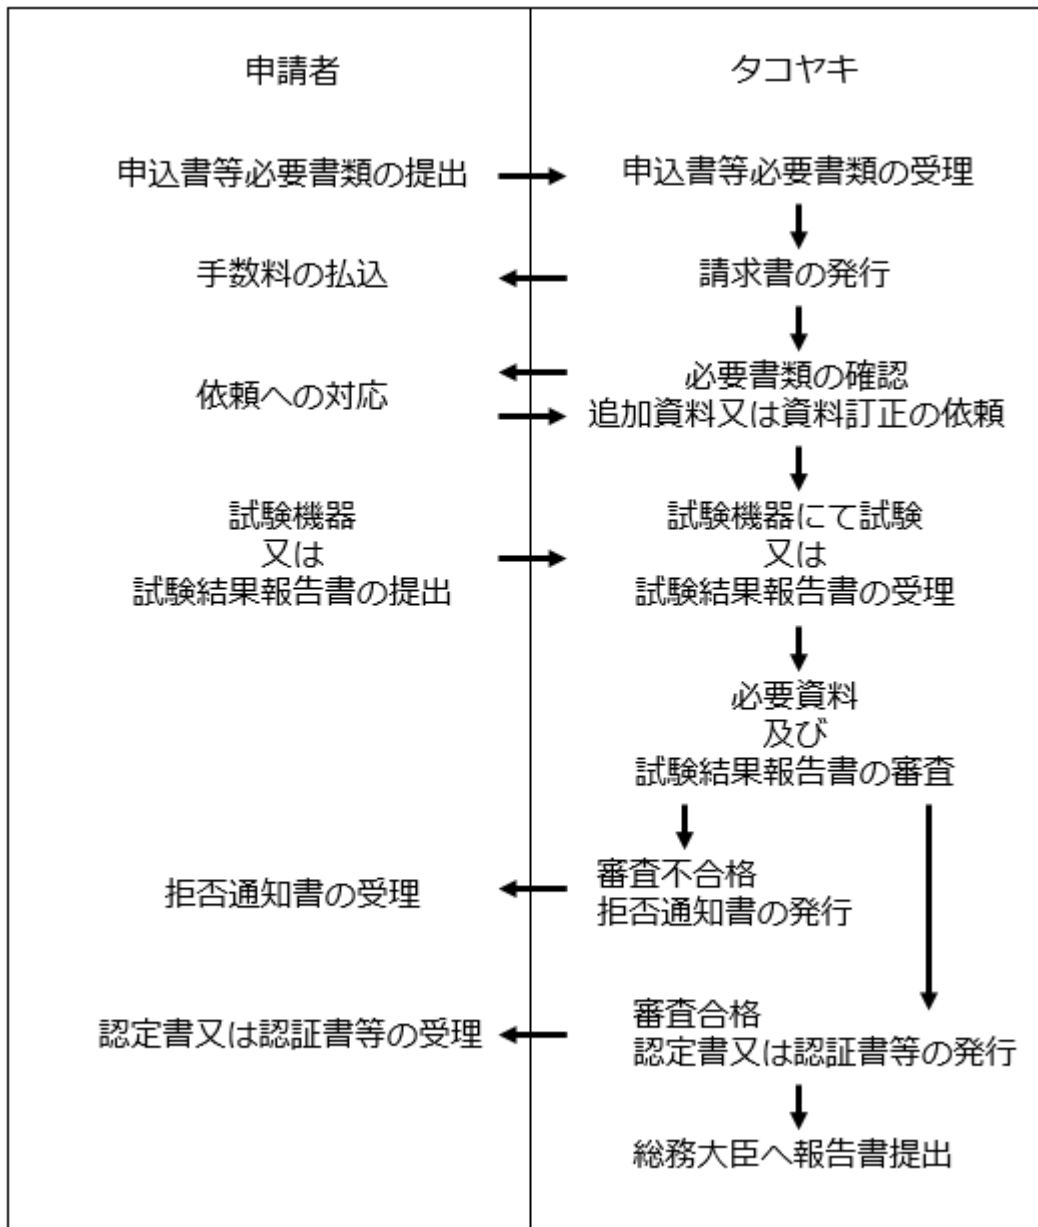 申請者
タコヤキ
申込書等必要書類の提出
申込書等必要書類の受理
手数料の払込
請求書の発行
依頼への対応
必要書類の確認
追加資料又は資料訂正の依頼
試験機器
又は
試験結果報告書の提出
試験機器にて試験
又は
試験結果報告書の受理
必要資料
及び
試験結果報告書の審査
拒否通知書の受理
審査不合格
拒否通知書の発行
認定書又は認証書等の受理
審査合格
認定書又は認証書等の発行
総務大臣へ報告書提出